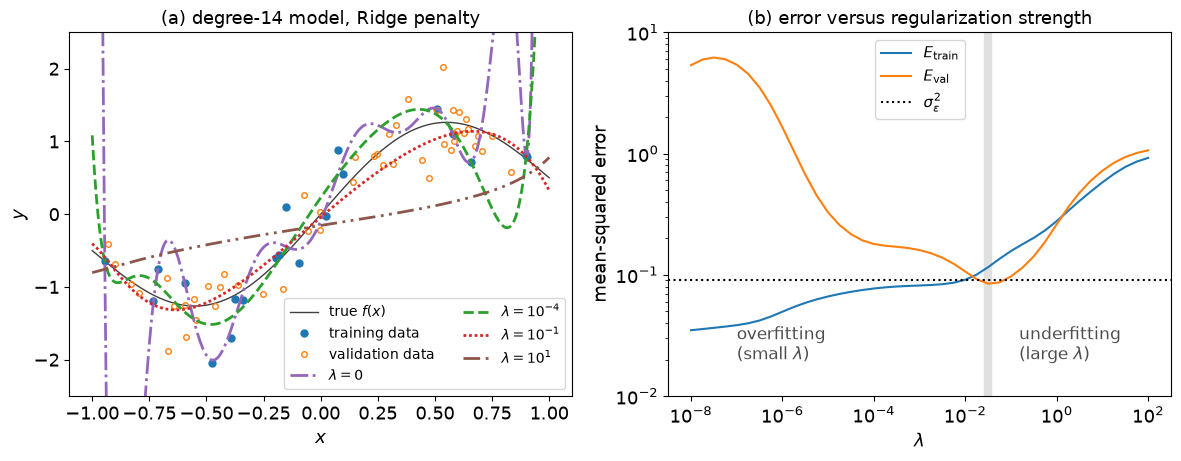 (a) degree-14 model, Ridge penalty
2
1
0
−1
−2
y
−1.00
−0.75
−0.50
−0.25
0.00
0.25
0.50
0.75
1.00
x
true f(x)
training data
validation data
λ = 0
λ = 10⁻⁴
λ = 10⁻¹
λ = 10¹
(b) error versus regularization strength
10¹
10⁰
10⁻¹
10⁻²
mean-squared error
E_train
E_val
σ_ε²
overfitting
(small λ)
underfitting
(large λ)
10⁻⁸
10⁻⁶
10⁻⁴
10⁻²
10⁰
10²
λ